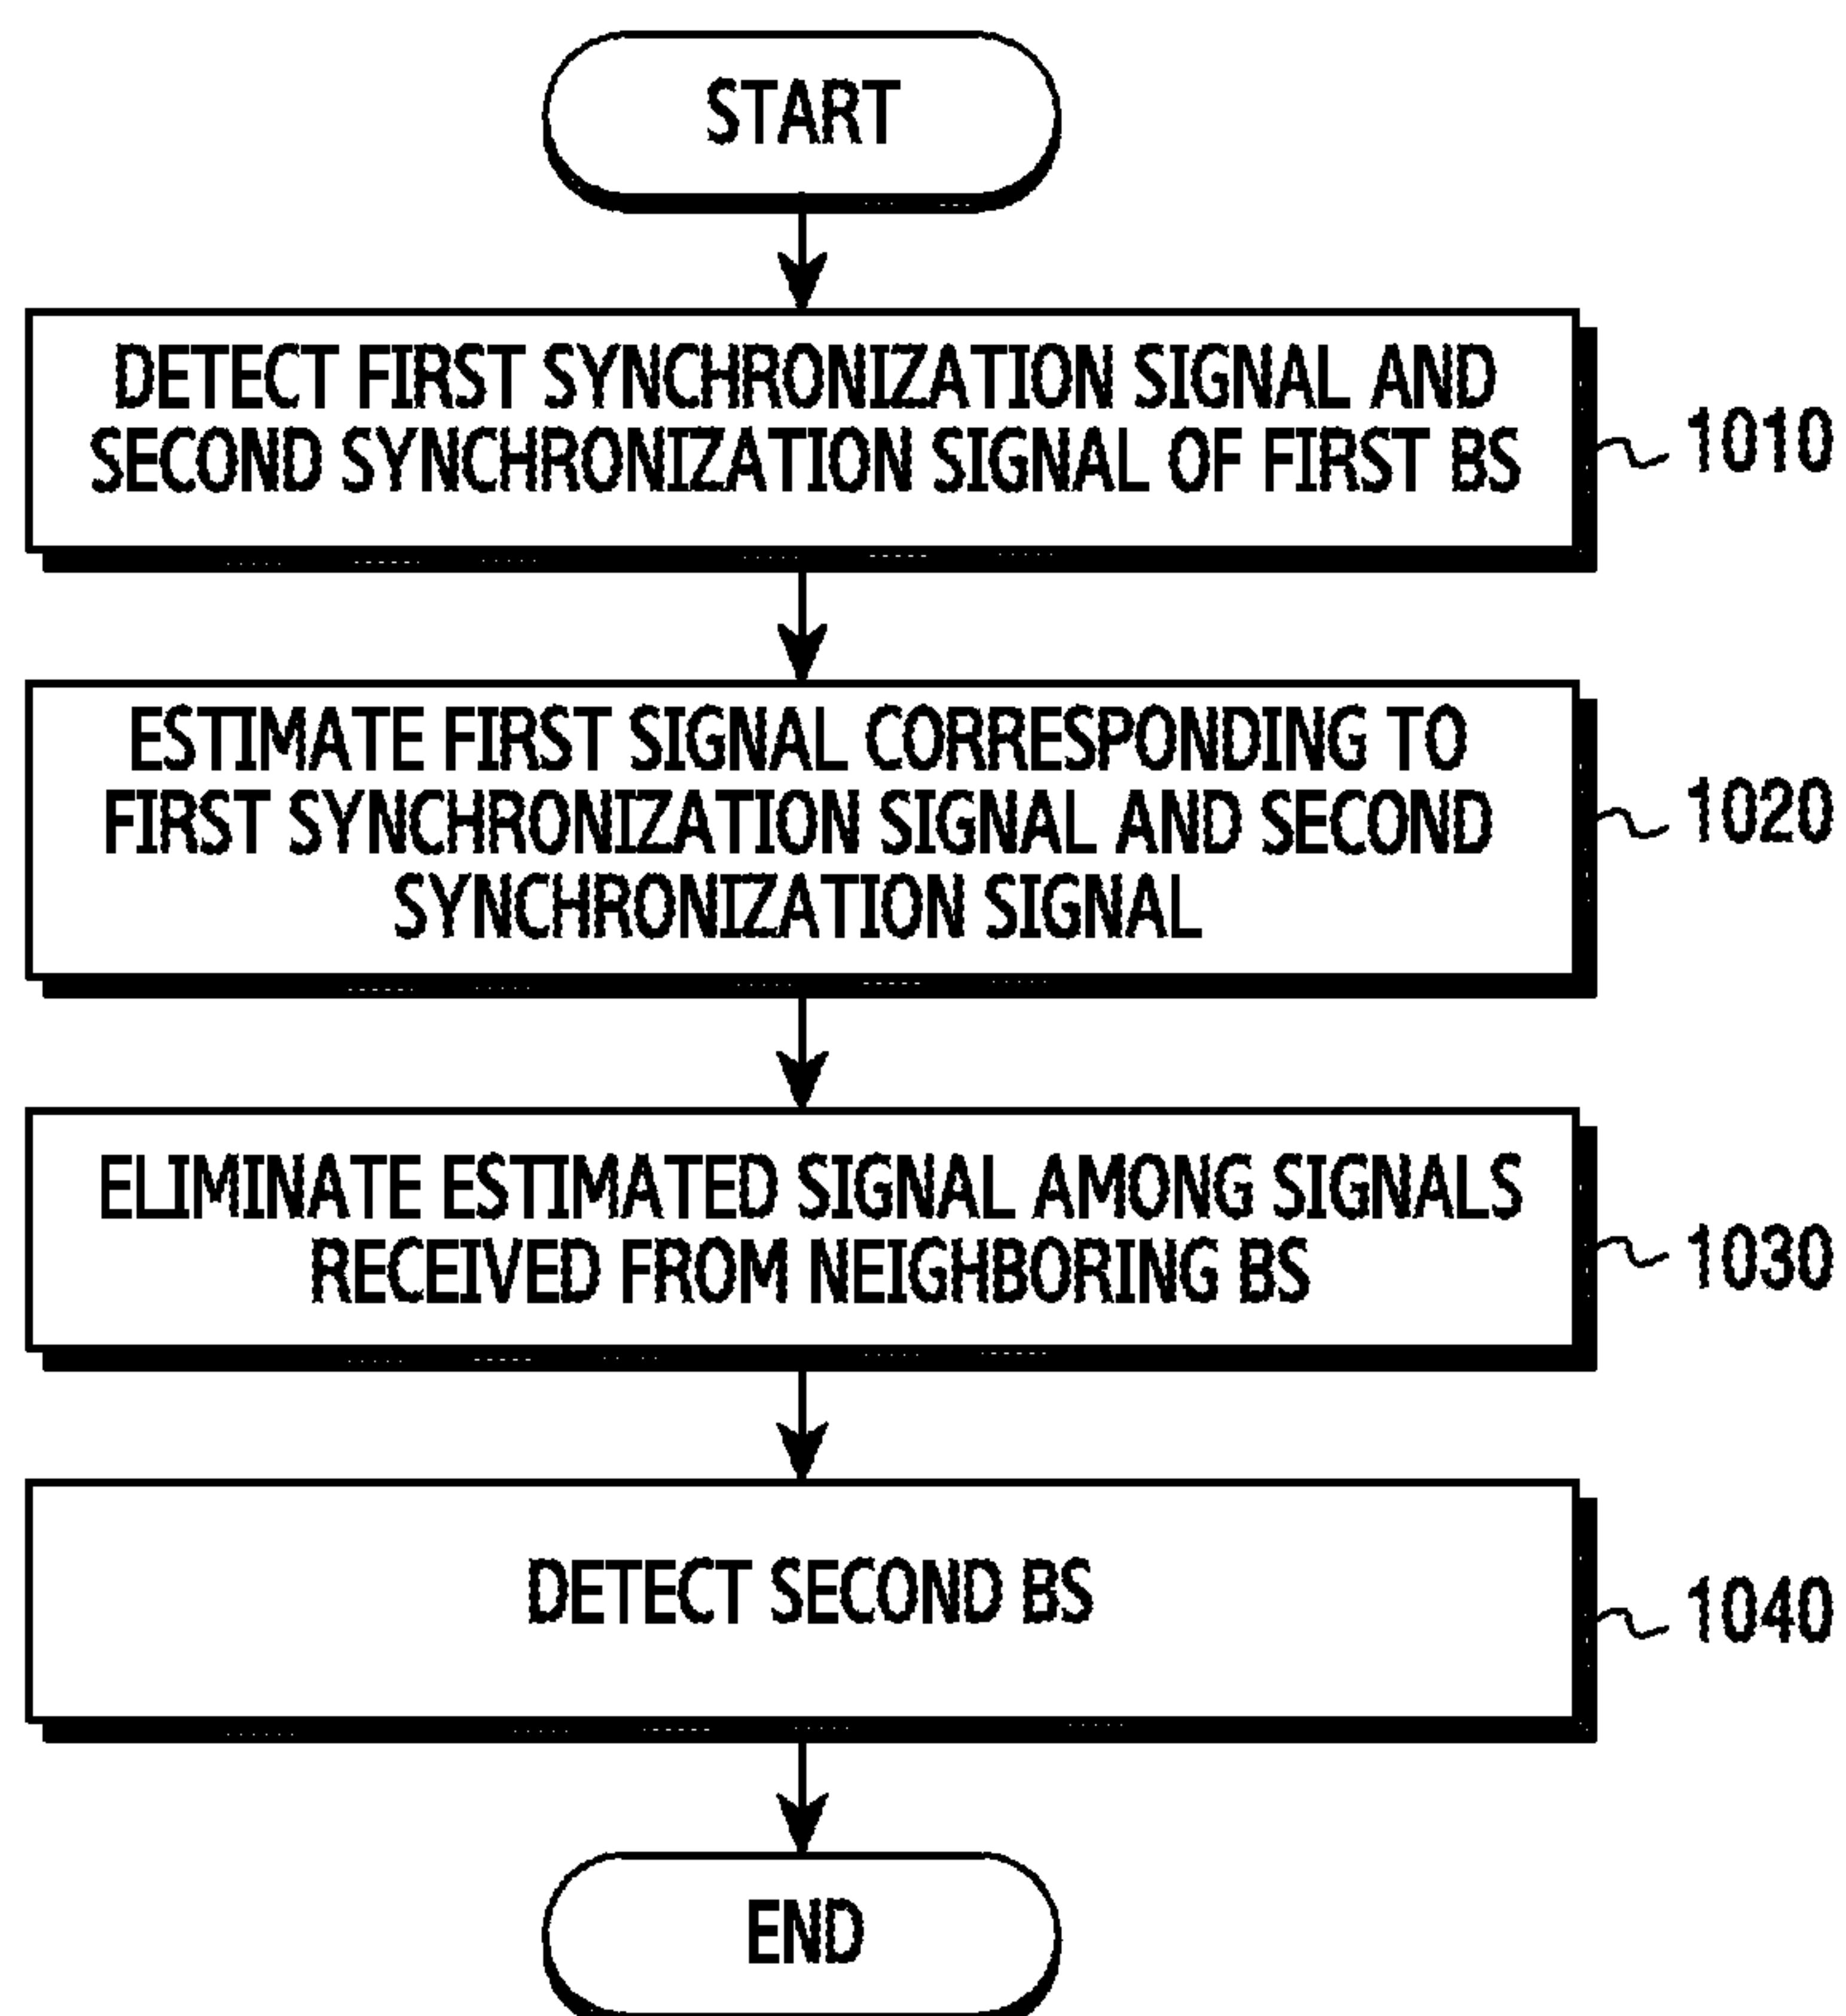 START
DETECT FIRST SYNCHRONIZATION SIGNAL AND
SECOND SYNCHRONIZATION SIGNAL OF FIRST BS
1010
ESTIMATE FIRST SIGNAL CORRESPONDING TO
FIRST SYNCHRONIZATION SIGNAL AND SECOND
SYNCHRONIZATION SIGNAL
1020
ELIMINATE ESTIMATED SIGNAL AMONG SIGNALS
RECEIVED FROM NEIGHBORING BS
1030
DETECT SECOND BS
1040
END